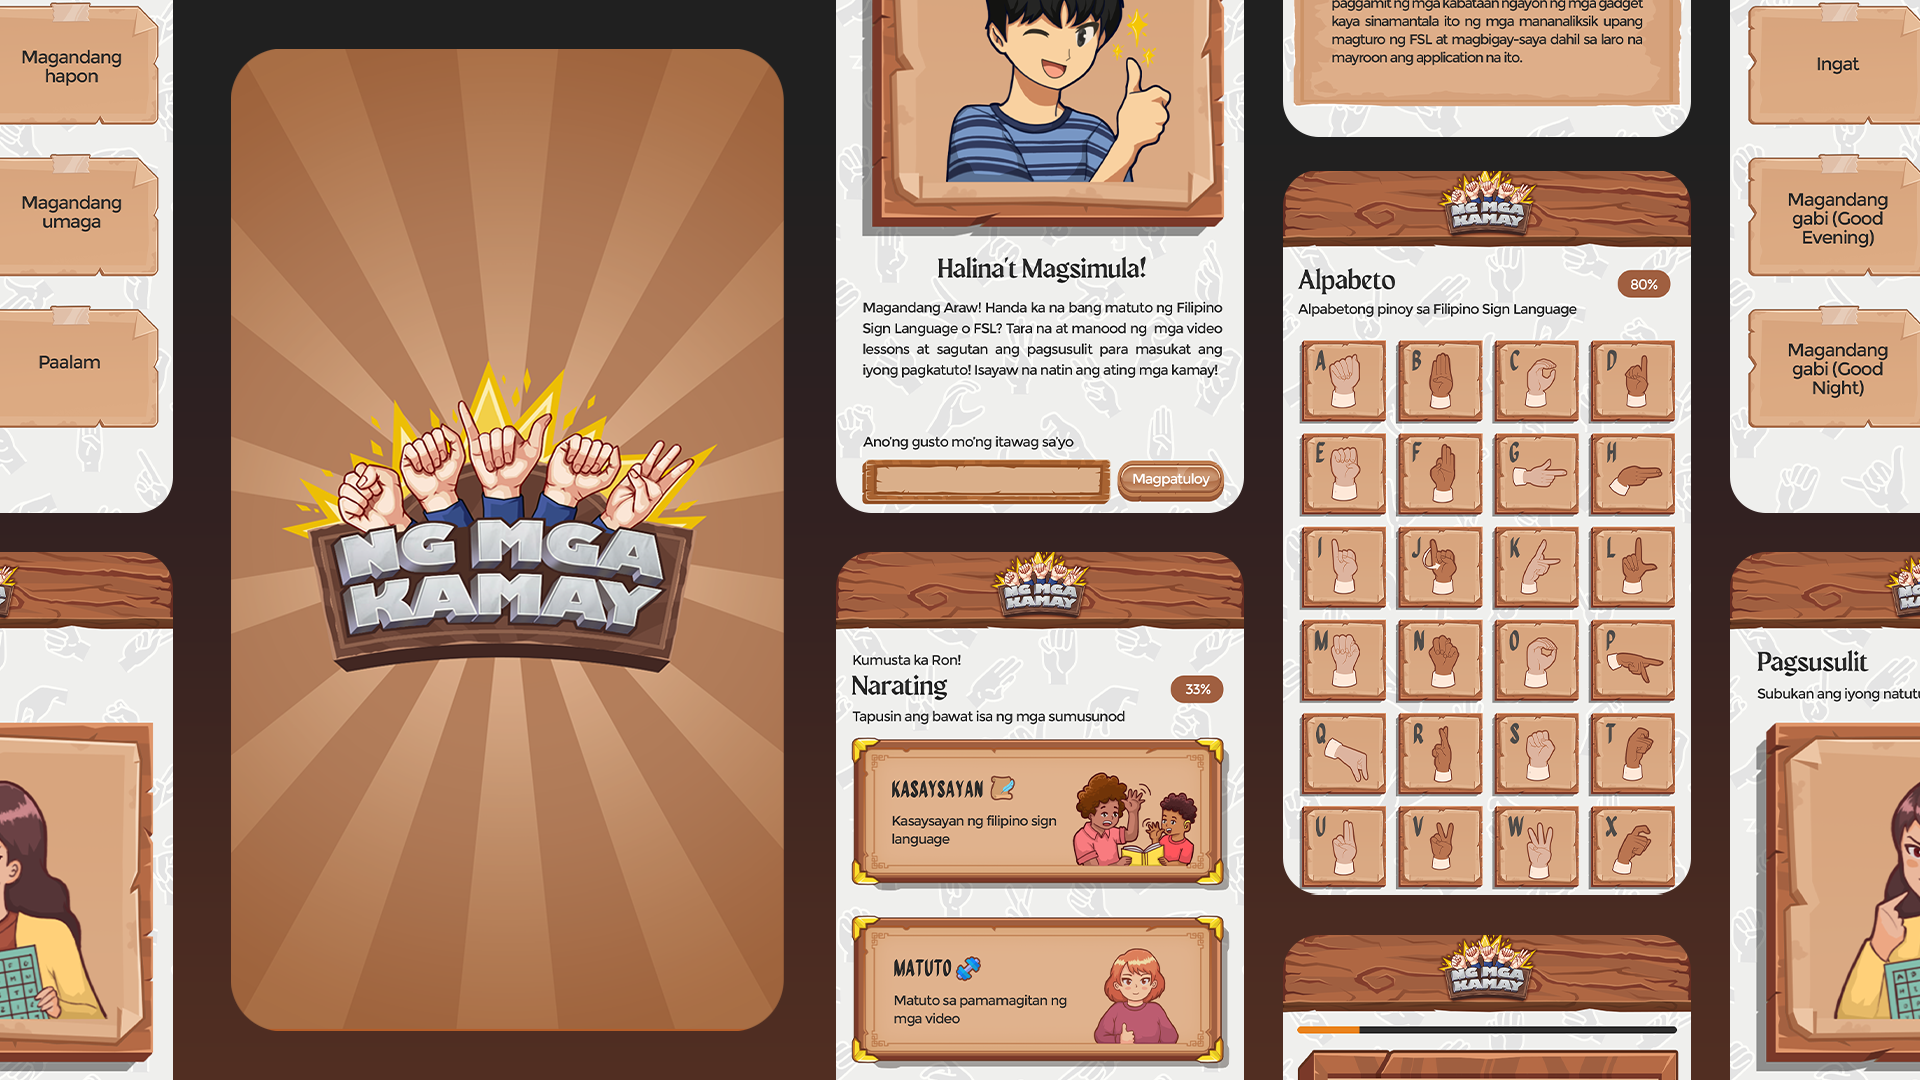 Magandang
hapon
Magandang
umaga
Paalam
NG MGA
KAMAY
Halina't Magsimula!
Magandang Araw! Handa ka na bang matuto ng Filipino
Sign Language o FSL? Tara na at manood ng mga video
lessons at sagutan ang pagsusulit para masukat ang
iyong pagkatuto! Isayaw na natin ang ating mga kamay!
Ano'ng gusto mo'ng itawag sa'yo
Magpatuloy
NG MGA
KAMAY
Kumusta ka Ron!
Narating
33%
Tapusin ang bawat isa ng mga sumusunod
KASAYSAYAN
Kasaysayan ng filipino sign
language
MATUTO
Matuto sa pamamagitan ng
mga video
paggamit ng mga kabataan ngayon ng mga gadget
kaya sinamantala ito ng mga mananaliksik upang
magturo ng FSL at magbigay-saya dahil sa laro na
mayroon ang application na ito.
NG MGA
KAMAY
Alpabeto
80%
Alpabetong pinoy sa Filipino Sign Language
A B C D
E F G H
I J K L
M N O P
Q R S T
U V W X
NG MGA
KAMAY
Ingat
Magandang
gabi (Good
Evening)
Magandang
gabi (Good
Night)
Pagsusulit
Subukan ang iyong